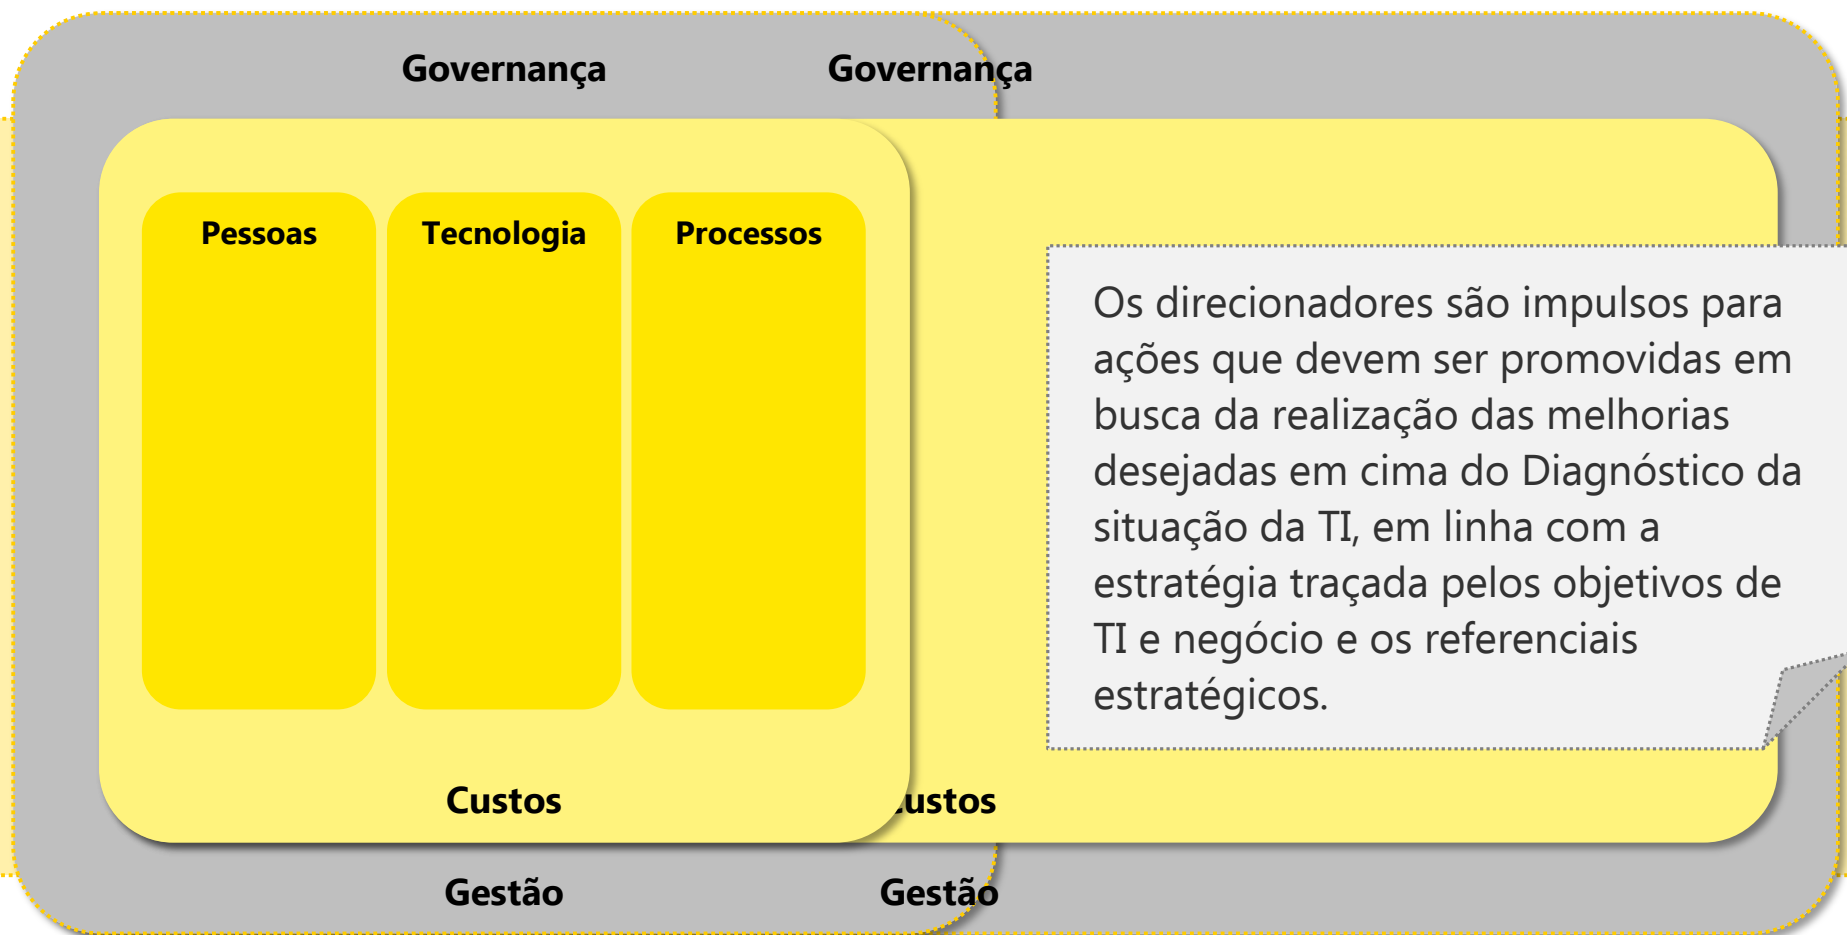 Governança
Governança
Pessoas
Tecnologia
Processos
Os direcionadores são impulsos para
ações que devem ser promovidas em
busca da realização das melhorias
desejadas em cima do Diagnóstico da
situação da TI, em linha com a
estratégia traçada pelos objetivos de
TI e negócio e os referenciais
estratégicos.
Custos
ustos
Gestão
Gestão